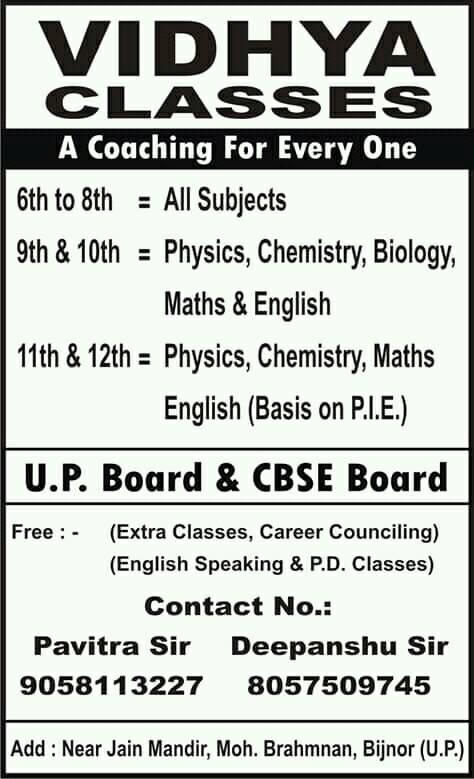 VIDHYA
CLASSES
A Coaching For Every One
6th to 8th = All Subjects
9th & 10th = Physics, Chemistry, Biology,
Maths & English
11th & 12th = Physics, Chemistry, Maths
English (Basis on P.I.E.)
U.P. Board & CBSE Board
Free : - (Extra Classes, Career Counciling)
(English Speaking & P.D. Classes)
Contact No.:
Pavitra Sir Deepanshu Sir
9058113227 8057509745
Add : Near Jain Mandir, Moh. Brahmnan, Bijnor (U.P.)